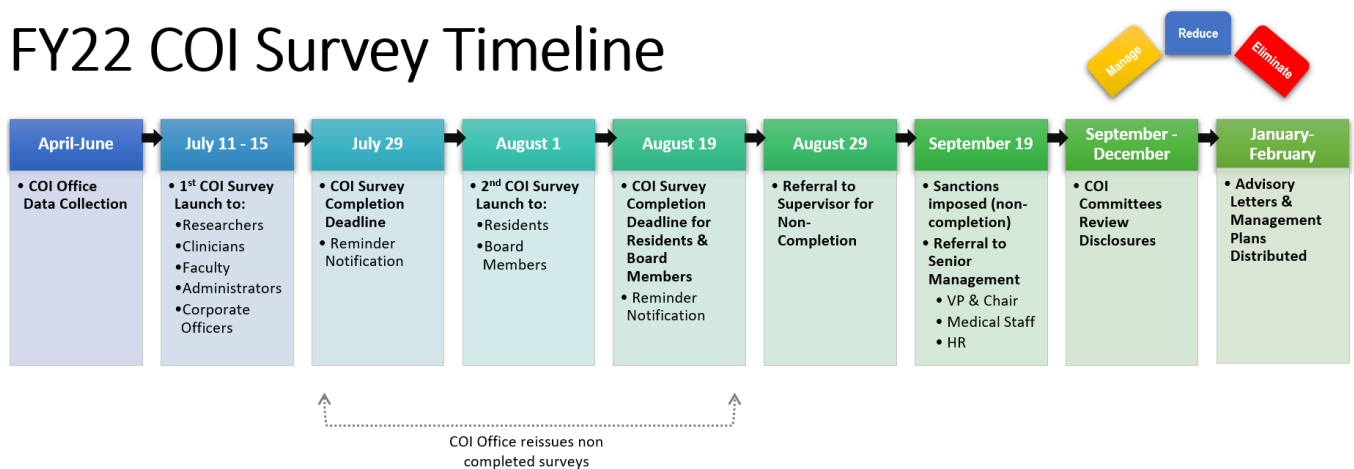 FY22 COI Survey Timeline
Manage
Reduce
Eliminate
April-June
• COI Office
Data Collection
July 11 - 15
• 1st COI Survey
Launch to:
•Researchers
•Clinicians
•Faculty
•Administrators
•Corporate
Officers
July 29
• COI Survey
Completion
Deadline
• Reminder
Notification
August 1
• 2nd COI Survey
Launch to:
•Residents
•Board
Members
August 19
• COI Survey
Completion
Deadline for
Residents &
Board
Members
• Reminder
Notification
August 29
• Referral to
Supervisor for
Non-
Completion
September 19
• Sanctions
imposed (non-
completion)
• Referral to
Senior
Management
• VP & Chair
• Medical Staff
• HR
September -
December
• COI
Committees
Review
Disclosures
January-
February
• Advisory
Letters &
Management
Plans
Distributed
COI Office reissues non
completed surveys